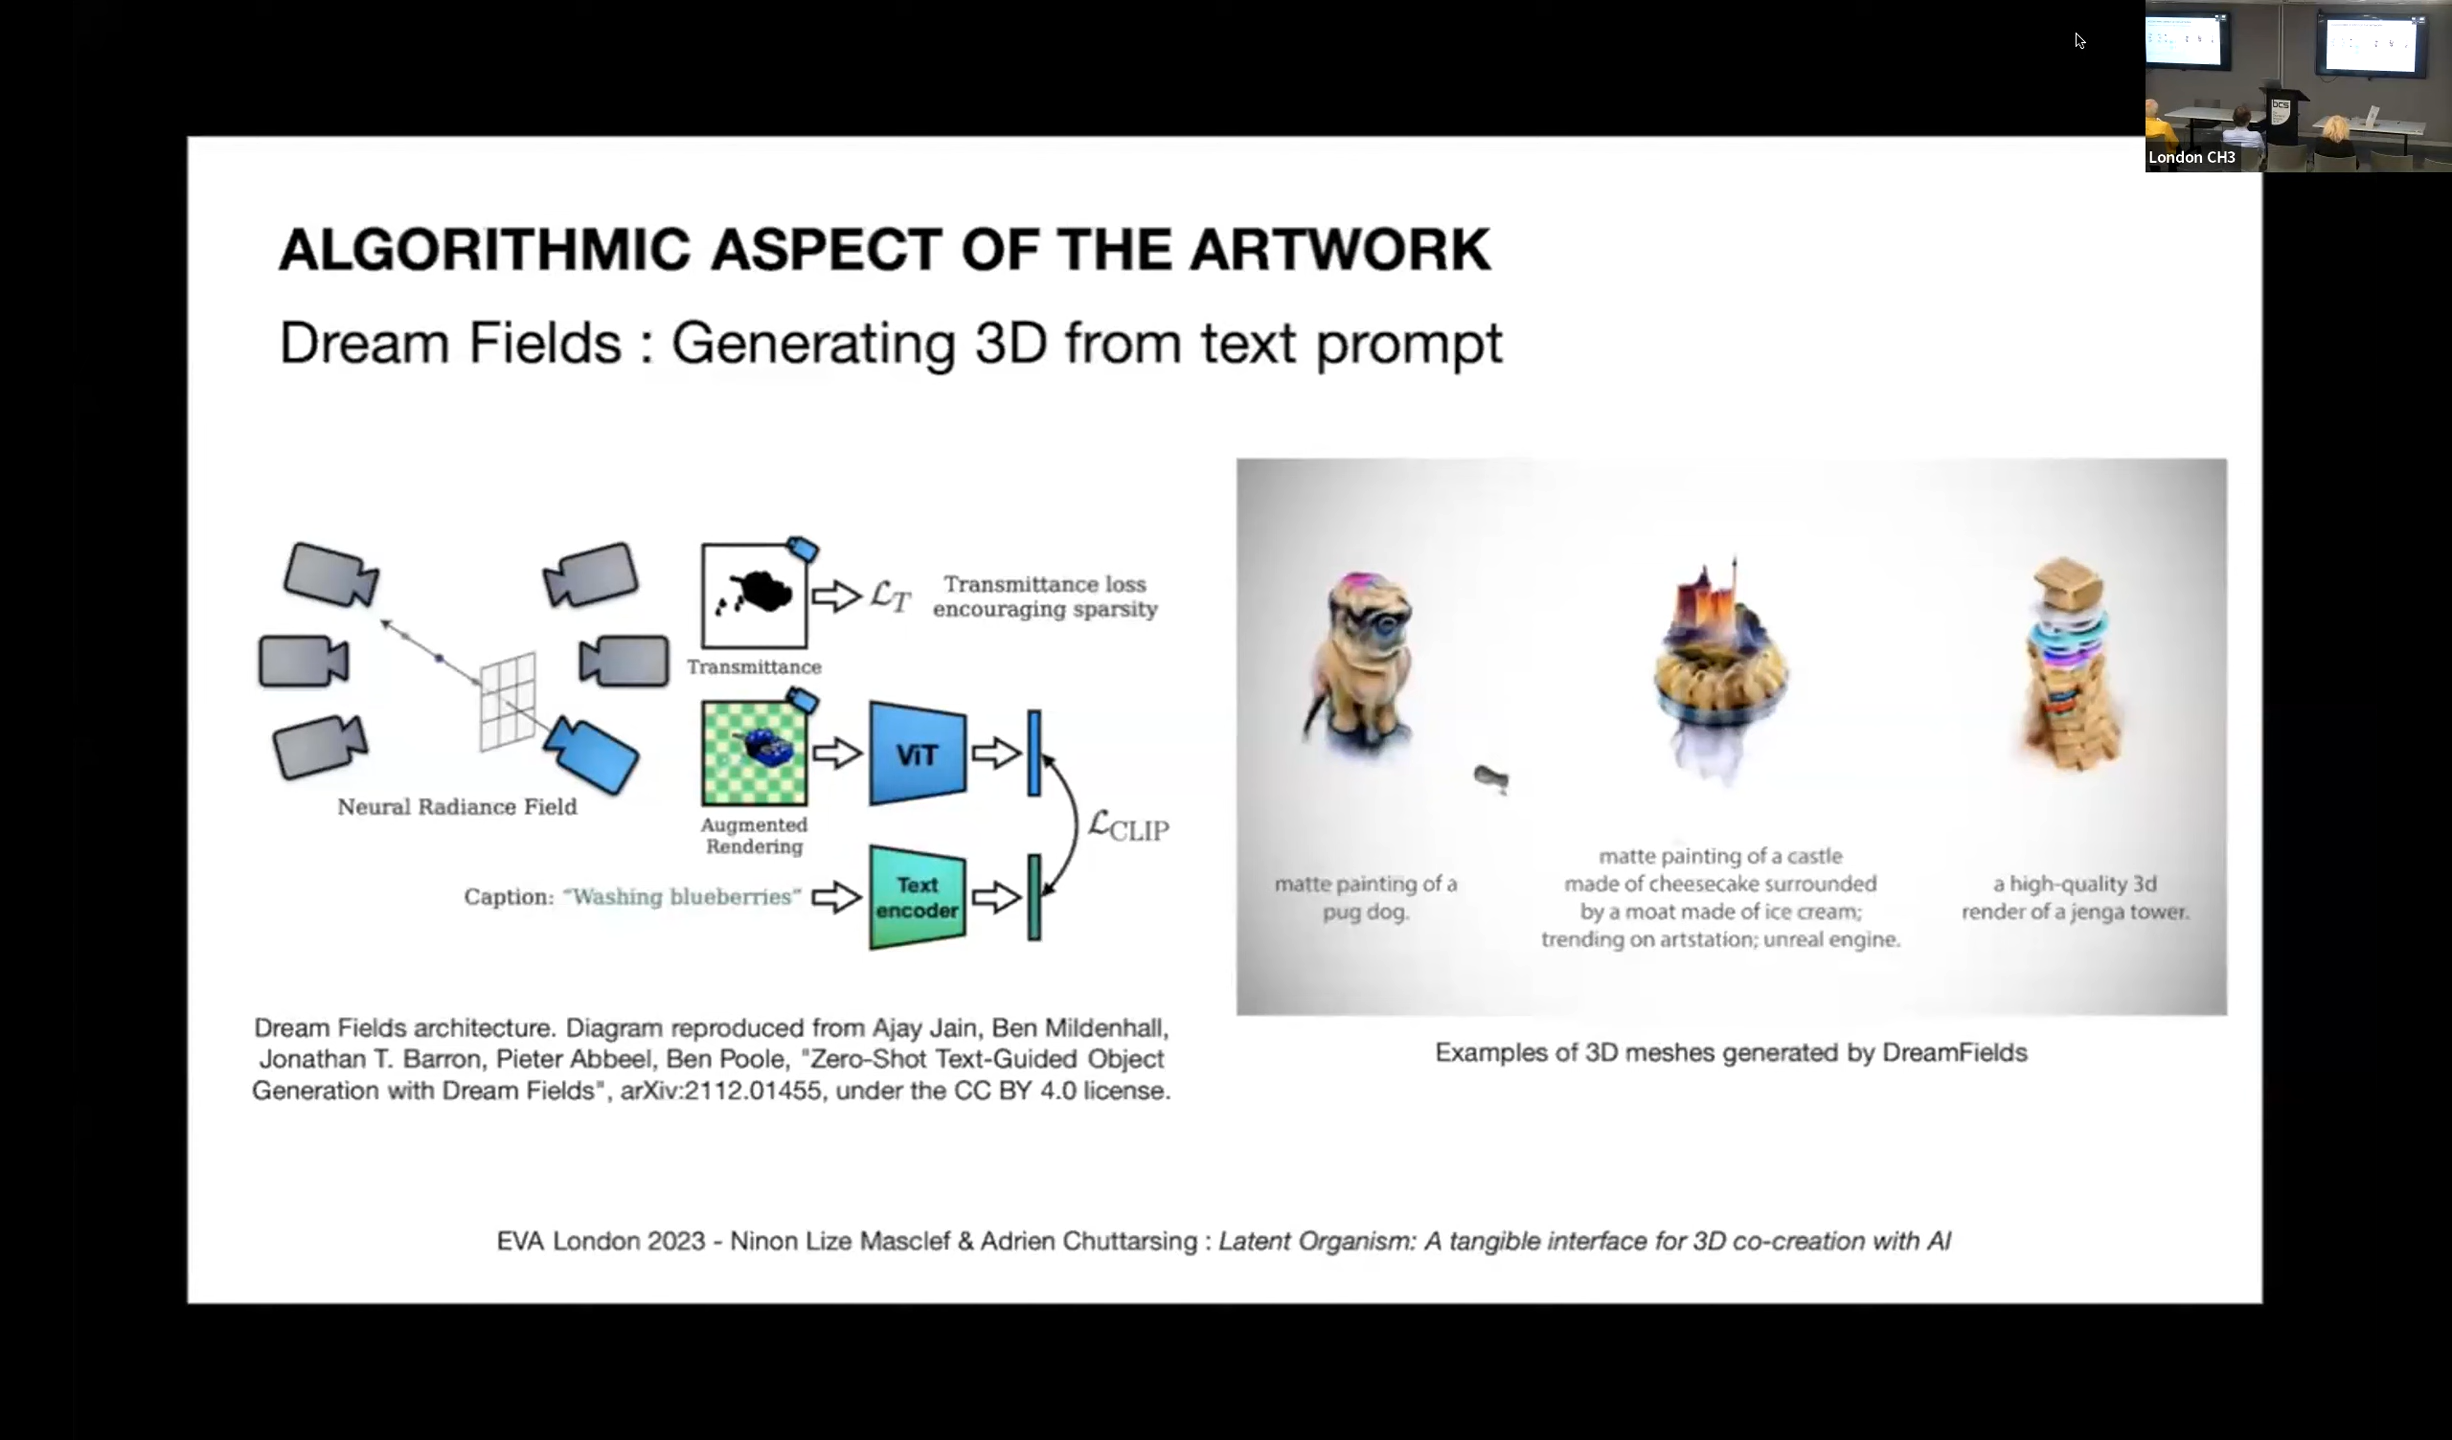 London CH3
bcs
ALGORITHMIC ASPECT OF THE ARTWORK
Dream Fields : Generating 3D from text prompt
Neural Radiance Field
Transmittance
ℒT
Transmittance loss
encouraging sparsity
Augmented
Rendering
ViT
ℒCLIP
Caption: "Washing blueberries"
Text
encoder
Dream Fields architecture. Diagram reproduced from Ajay Jain, Ben Mildenhall,
Jonathan T. Barron, Pieter Abbeel, Ben Poole, "Zero-Shot Text-Guided Object
Generation with Dream Fields", arXiv:2112.01455, under the CC BY 4.0 license.
matte painting of a
pug dog.
matte painting of a castle
made of cheesecake surrounded
by a moat made of ice cream;
trending on artstation; unreal engine.
a high-quality 3d
render of a jenga tower.
Examples of 3D meshes generated by DreamFields
EVA London 2023 - Ninon Lize Masclef & Adrien Chuttarsing : Latent Organism: A tangible interface for 3D co-creation with AI